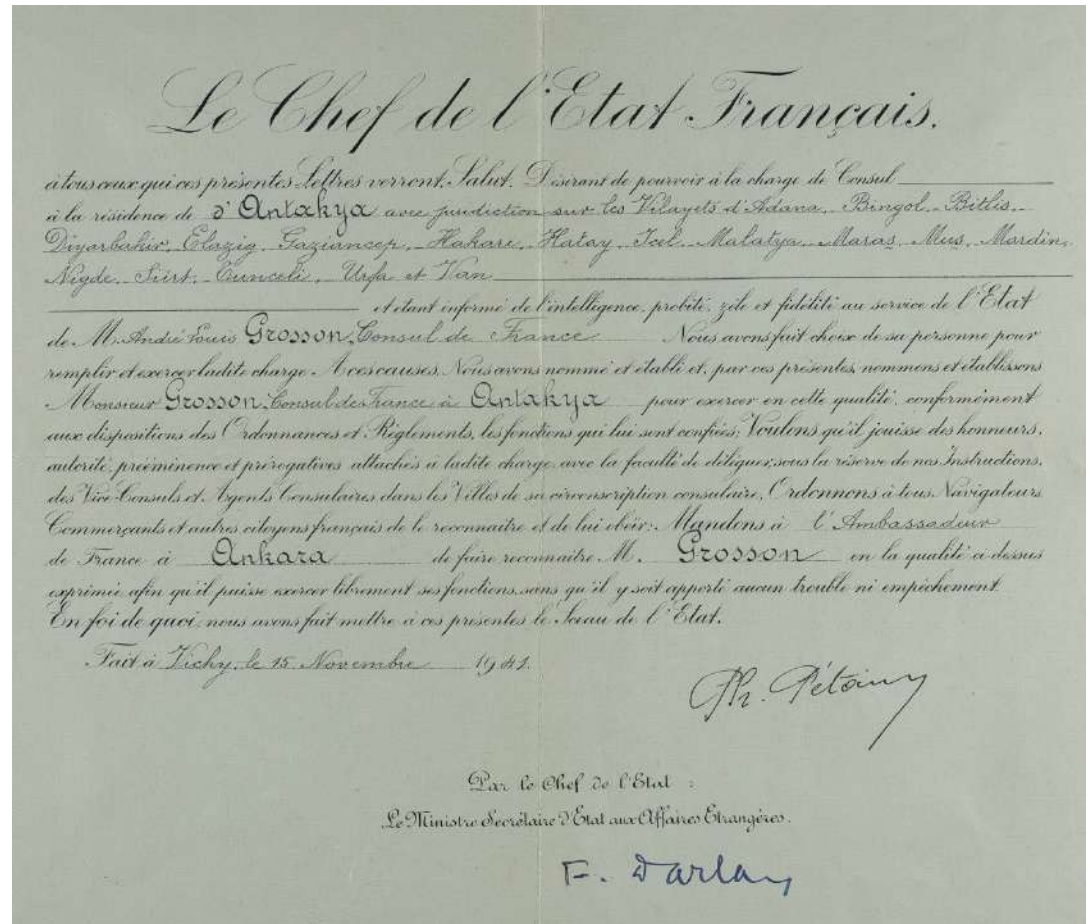 Le Chef de l'Etat Français.
à tous ceux qui ces présentes Lettres verront, Salut. Désirant de pourvoir à la charge de Consul
à la résidence de d'Antakya avec juridiction sur les Vilayets d'Adana - Bingol - Bitlis -
Diyarbakir - Elazig - Gaziancep - Hakare - Hatay - Icel - Malatya - Maras - Mus - Mardin,
Nigde - Siirt - Cunceli - Urfa et Van
et étant informé de l'intelligence, probité, zèle et fidélité au service de l'Etat
de M. André Louis Grosson, Consul de France Nous avons fait choix de sa personne pour
remplir et exercer ladite charge. A ces causes, Nous avons nommé et établi et, par ces présentes, nommons et établissons
Monsieur Grosson, Consul de France à Antakya pour exercer en cette qualité, conformément
aux dispositions des Ordonnances et Règlements, les fonctions qui lui sont confiées; Voulons qu'il jouisse des honneurs,
autorité, prééminence et prérogatives attachés à ladite charge, avec la faculté de déléguer, sous la réserve de nos Instructions,
des Vice-Consuls et Agents Consulaires dans les Villes de sa circonscription consulaire. Ordonnons à tous Navigateurs
Commerçants et autres citoyens français de le reconnaître et de lui obéir; Mandons à l'Ambassadeur
de France à Ankara de faire reconnaître M. Grosson en la qualité ci dessus
exprimée, afin qu'il puisse exercer librement ses fonctions, sans qu'il y soit apporté aucun trouble ni empêchement.
En foi de quoi, nous avons fait mettre à ces présentes le Sceau de l'Etat.
Fait à Vichy, le 15 Novembre 1941.
Ph. Pétain
Par le Chef de l'Etat :
Le Ministre Secrétaire d'Etat aux Affaires Etrangères.
F. Darlan